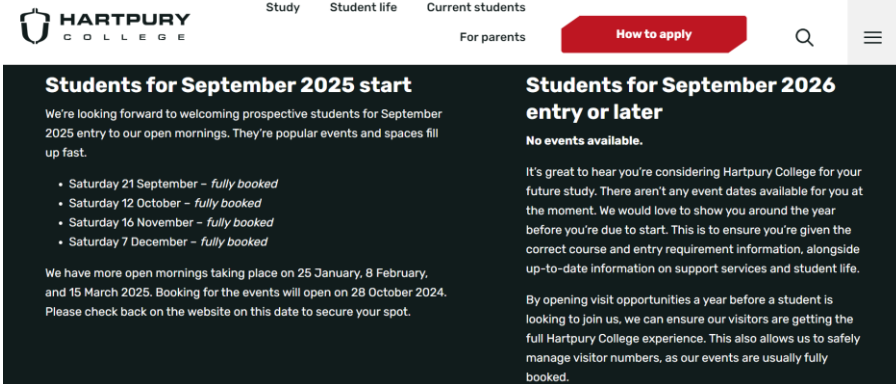 HARTPURY
COLLEGE
Study Student life Current students
For parents
How to apply
Students for September 2025 start
We're looking forward to welcoming prospective students for September
2025 entry to our open mornings. They're popular events and spaces fill
up fast.
• Saturday 21 September – fully booked
• Saturday 12 October – fully booked
• Saturday 16 November – fully booked
• Saturday 7 December – fully booked
We have more open mornings taking place on 25 January, 8 February,
and 15 March 2025. Booking for the events will open on 28 October 2024.
Please check back on the website on this date to secure your spot.
Students for September 2026
entry or later
No events available.
It's great to hear you're considering Hartpury College for your
future study. There aren't any event dates available for you at
the moment. We would love to show you around the year
before you're due to start. This is to ensure you're given the
correct course and entry requirement information, alongside
up-to-date information on support services and student life.
By opening visit opportunities a year before a student is
looking to join us, we can ensure our visitors are getting the
full Hartpury College experience. This also allows us to safely
manage visitor numbers, as our events are usually fully
booked.